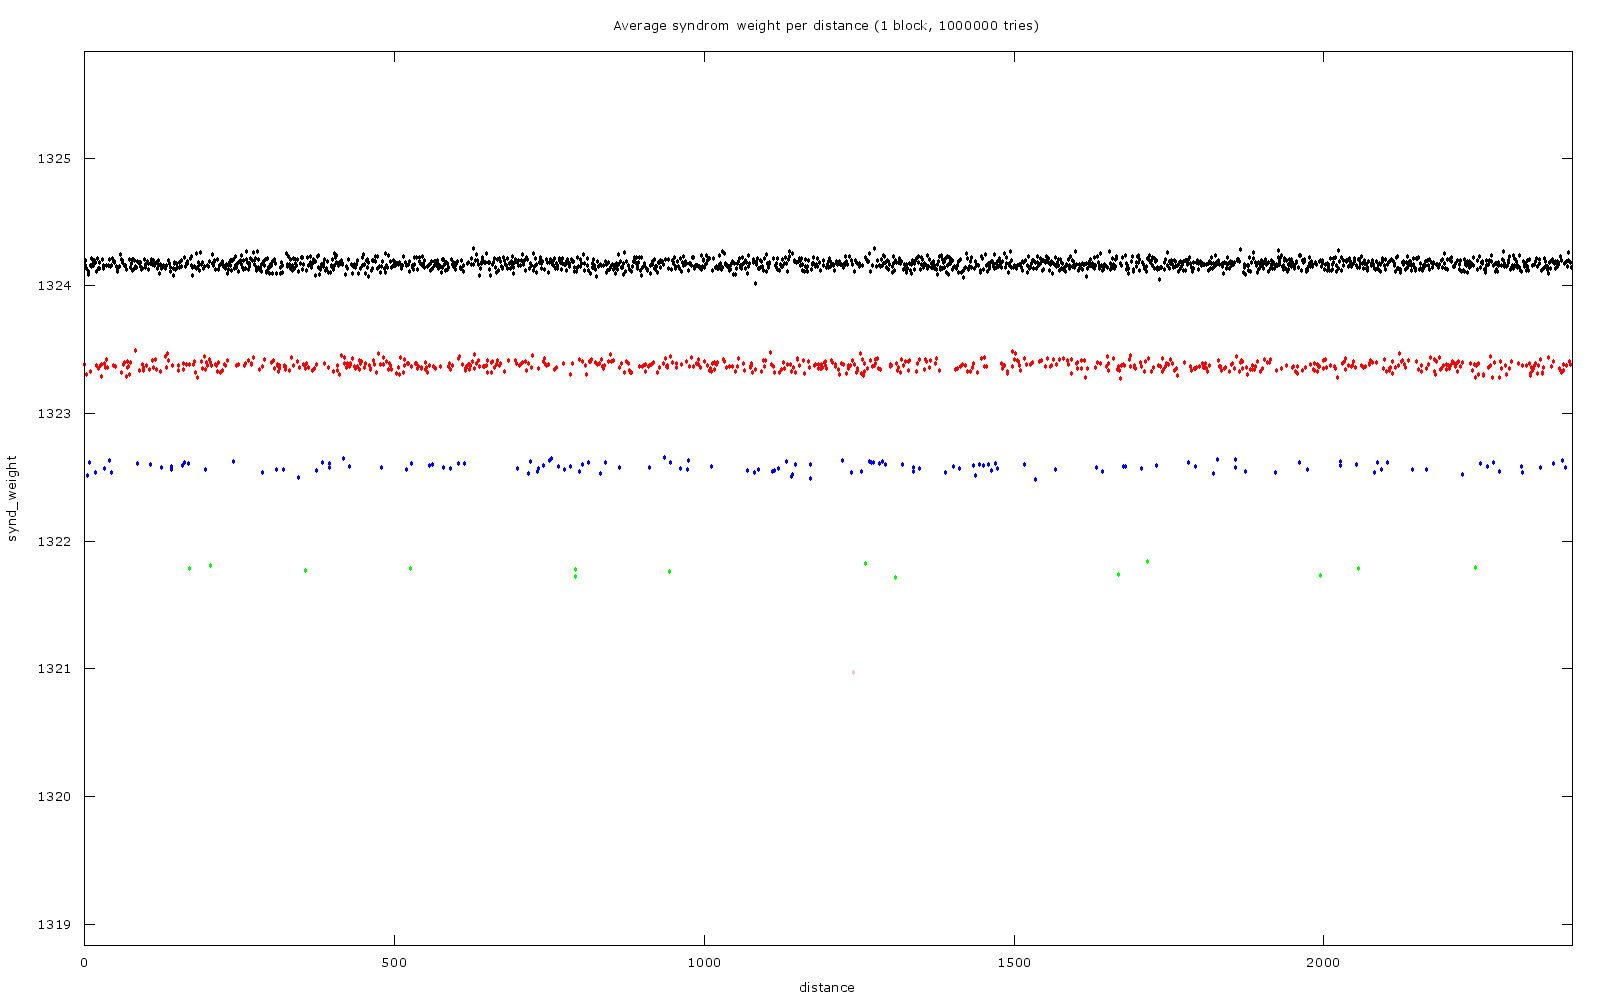 Average syndrom weight per distance (1 block, 1000000 tries)
1325
1324
1323
1322
1321
1320
1319
synd_weight
0 500 1000 1500 2000
distance